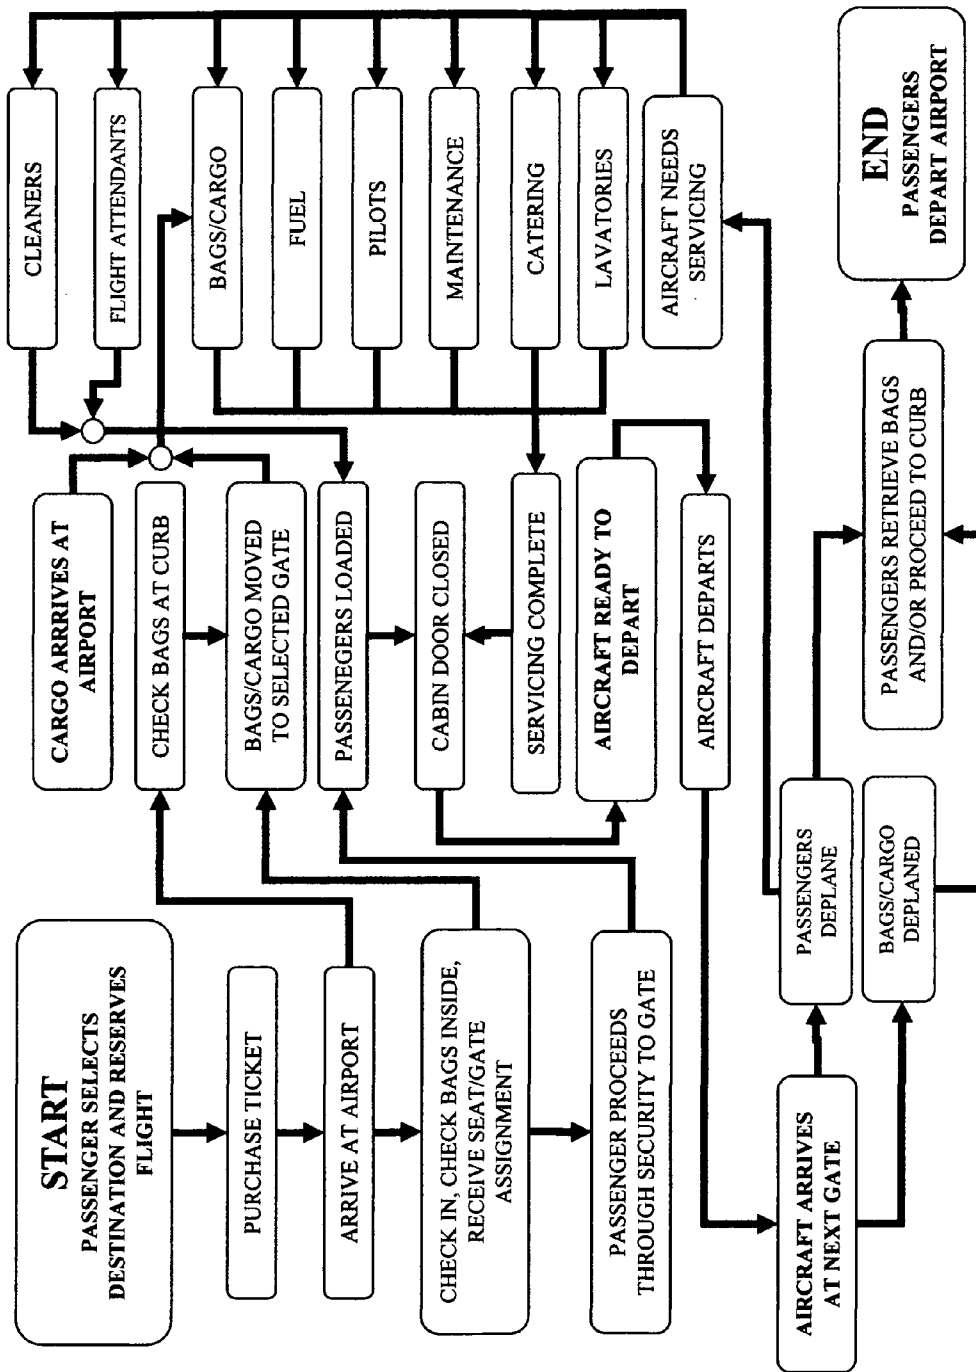 START
PASSENGER SELECTS
DESTINATION AND RESERVES
FLIGHT
PURCHASE TICKET
ARRIVE AT AIRPORT
CHECK IN, CHECK BAGS INSIDE,
RECEIVE SEAT/GATE
ASSIGNMENT
PASSENGER PROCEEDS
THROUGH SECURITY TO GATE
CARGO ARRRIVES AT
AIRPORT
CHECK BAGS AT CURB
BAGS/CARGO MOVED
TO SELECTED GATE
PASSENEGERS LOADED
CABIN DOOR CLOSED
SERVICING COMPLETE
AIRCRAFT READY TO
DEPART
AIRCRAFT DEPARTS
CLEANERS
FLIGHT ATTENDANTS
BAGS/CARGO
FUEL
PILOTS
MAINTENANCE
CATERING
LAVATORIES
AIRCRAFT NEEDS
SERVICING
AIRCRAFT ARRIVES
AT NEXT GATE
PASSENGERS
DEPLANE
BAGS/CARGO
DEPLANED
PASSENGERS RETRIEVE BAGS
AND/OR PROCEED TO CURB
END
PASSENGERS
DEPART AIRPORT